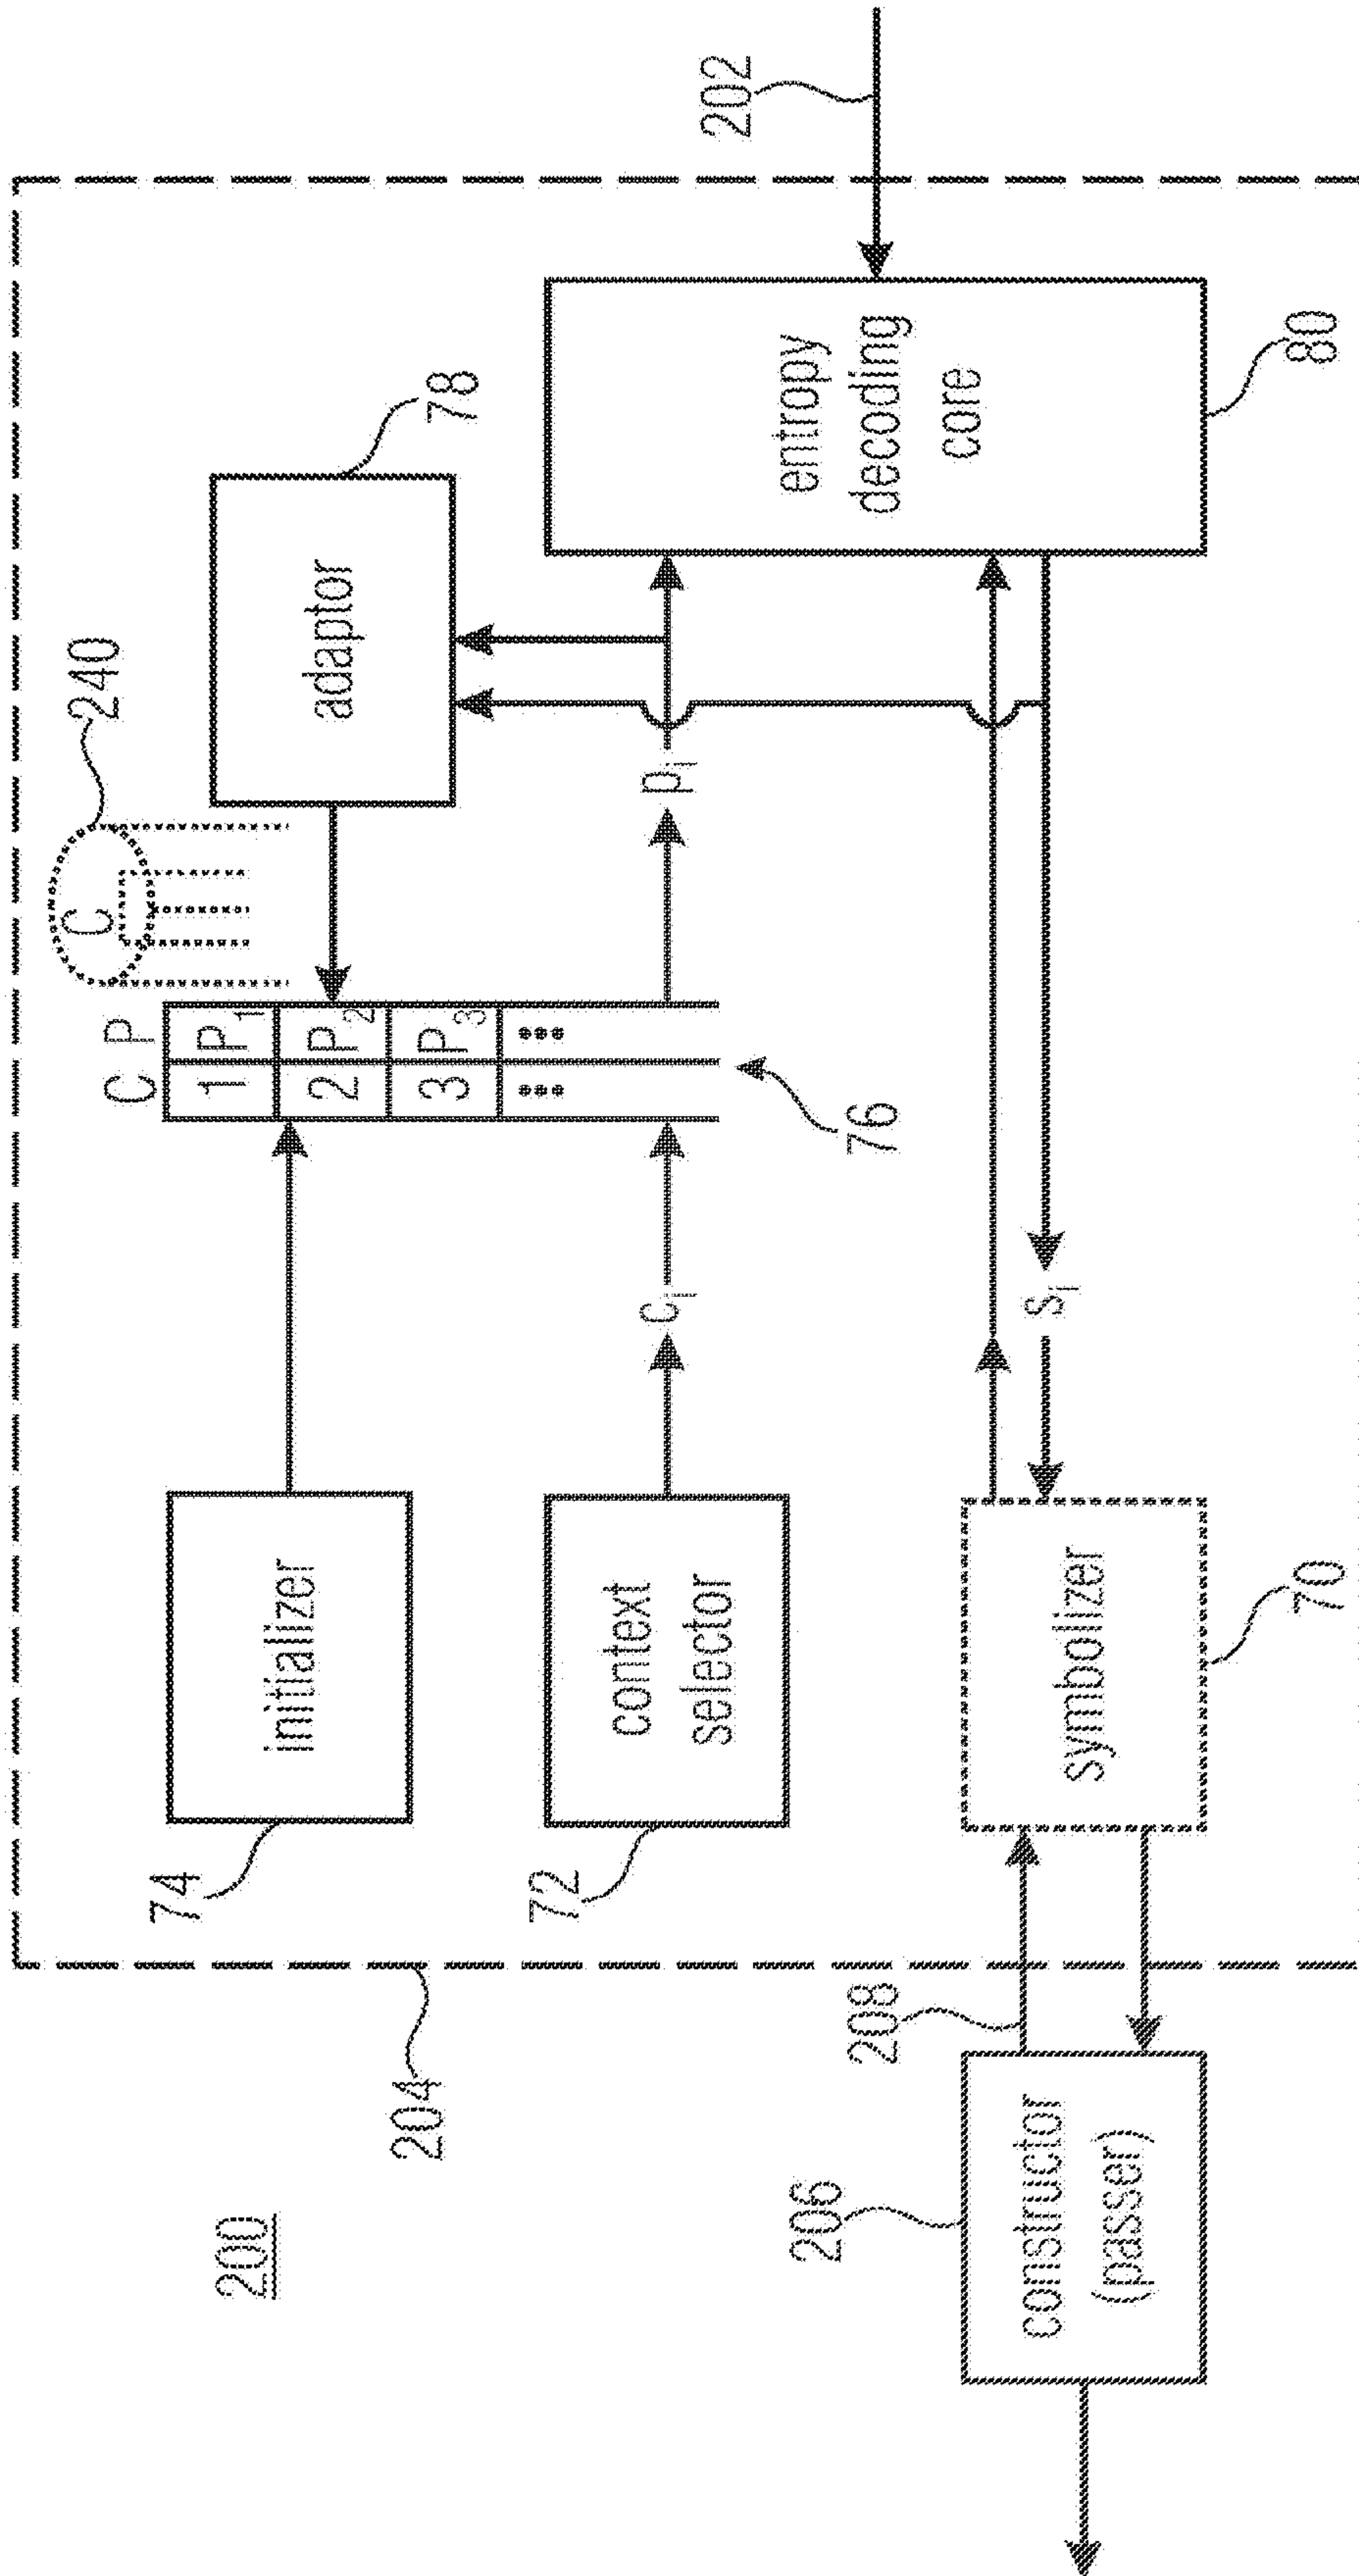 200
204
240
74
initializer
C P
1 P1
2 P2
3 P3
... ...
C
adaptor
78
202
72
context
selector
ci
pi
76
entropy
decoding
core
80
206
constructor
(passer)
208
symbolizer
70
si